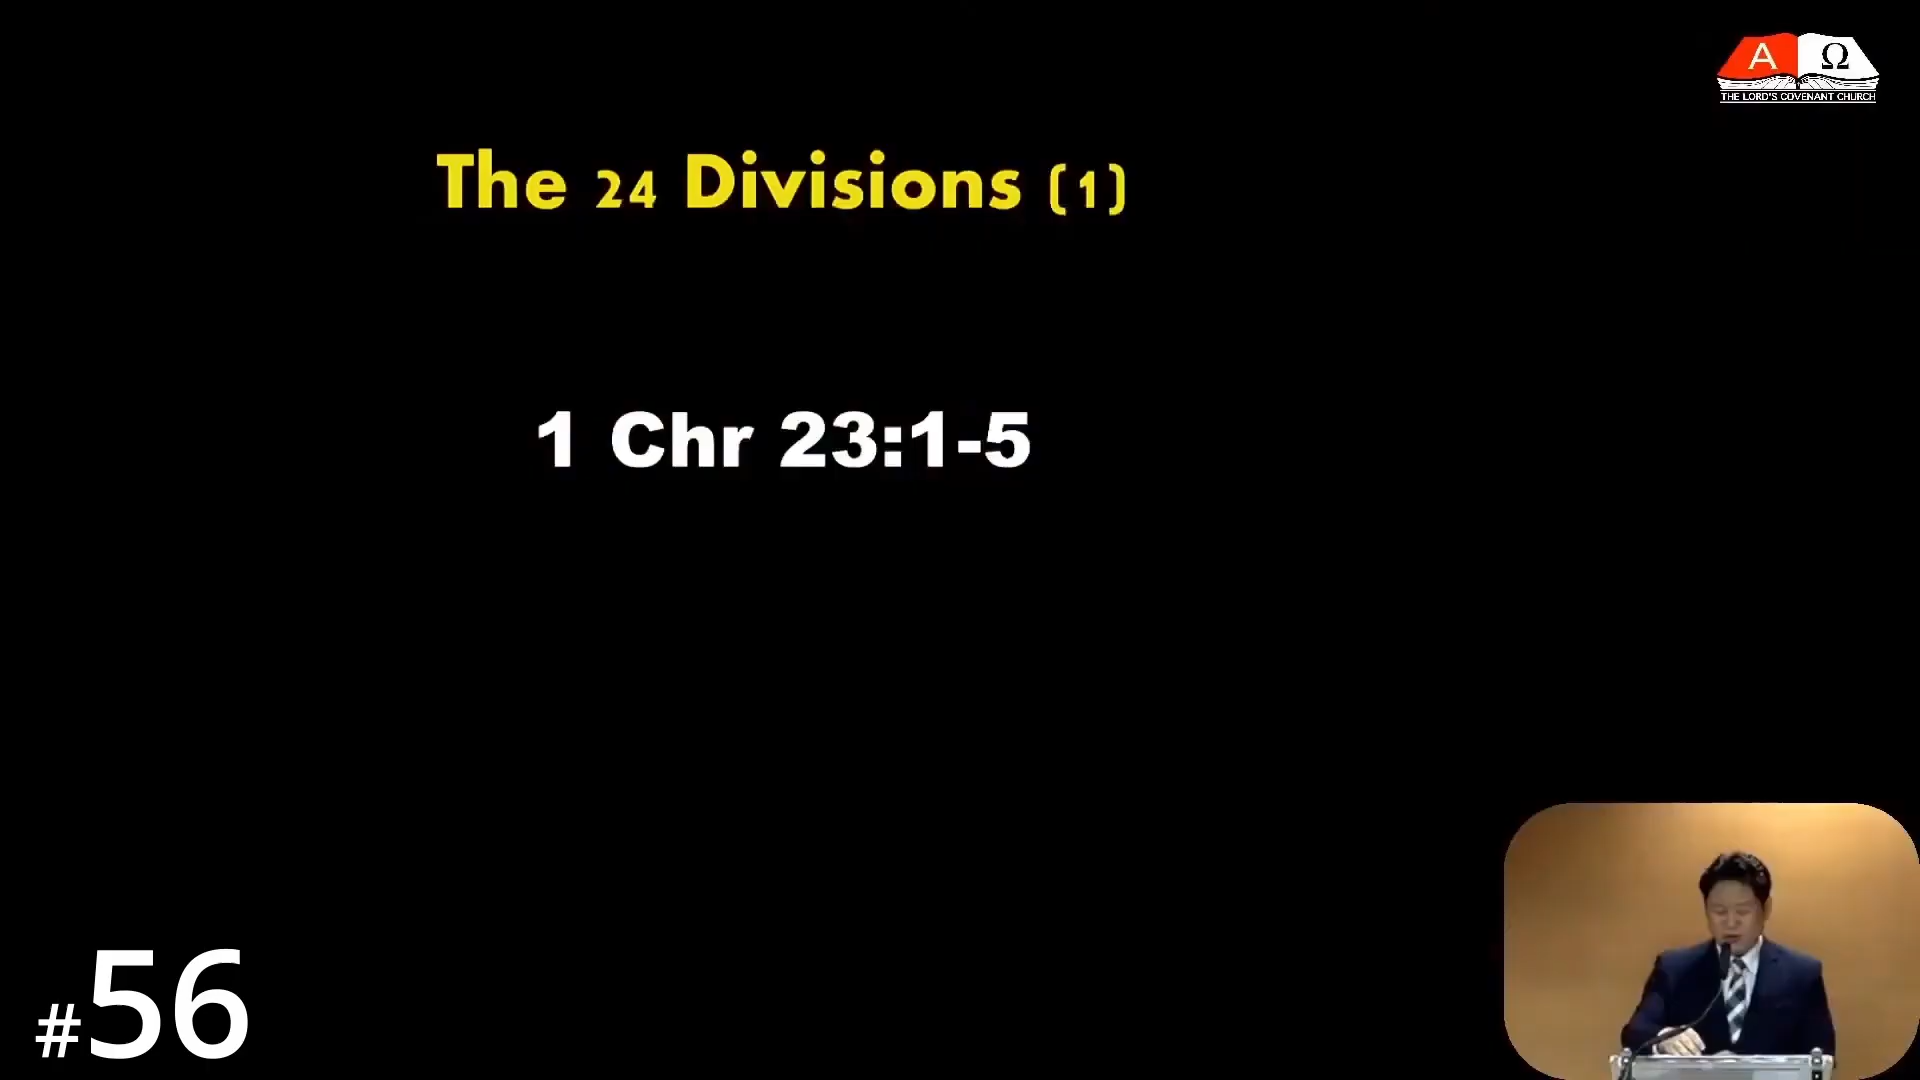 A Ω
THE LORD'S COVENANT CHURCH
The 24 Divisions (1)
1 Chr 23:1-5
#56